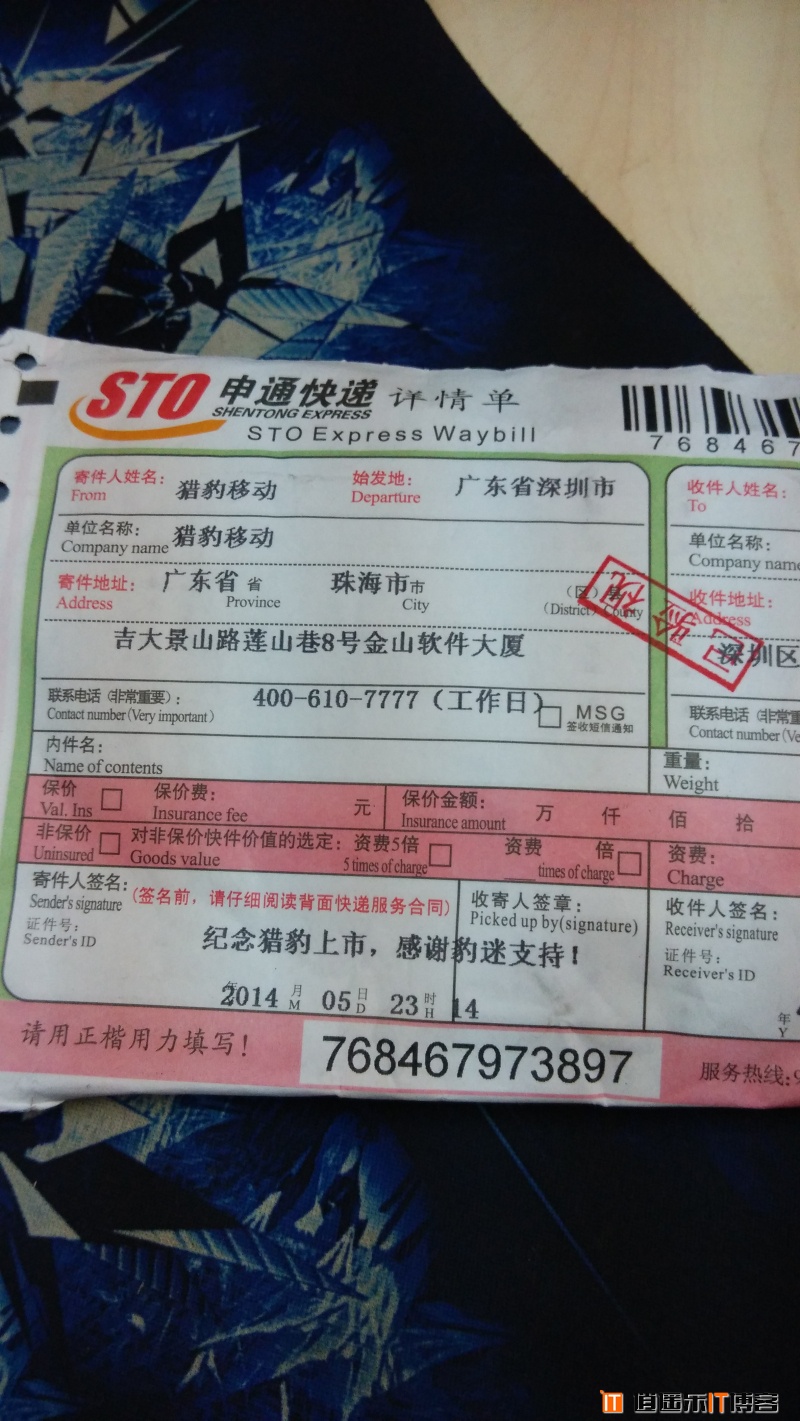 STO 申通快递 详情单
SHENTONG EXPRESS
STO Express Waybill
768467
寄件人姓名: 猎豹移动 始发地: 广东省深圳市
From Departure
单位名称: 猎豹移动
Company name
寄件地址: 广东省 省 珠海市 市 (区) 县
Address Province City (District) County
吉大景山路莲山巷8号金山软件大厦
联系电话(非常重要): 400-610-7777(工作日) MSG
Contact number(Very important) 签收短信通知
内件名:
Name of contents
保价 保价费: 元 保价金额: 万 仟 佰 拾
Val. Ins Insurance fee Insurance amount
非保价 对非保价快件价值的选定: 资费5倍 资费 倍 资费:
Uninsured Goods value 5 times of charge times of charge Charge
寄件人签名: (签名前,请仔细阅读背面快递服务合同)
Sender's signature
证件号:
Sender's ID
收寄人签章:
Picked up by(signature)
纪念猎豹上市，感谢豹迷支持！
2014 年 月 05 日 23 时 14
M D H
收件人姓名:
To
单位名称:
Company name
收件地址:
Address
深圳区
已验视
联系电话(非常重
Contact number(Ve
重量:
Weight
收件人签名:
Receiver's signature
证件号:
Receiver's ID
年
Y
请用正楷用力填写!
768467973897
服务热线:9
IT 逍遥乐IT博客